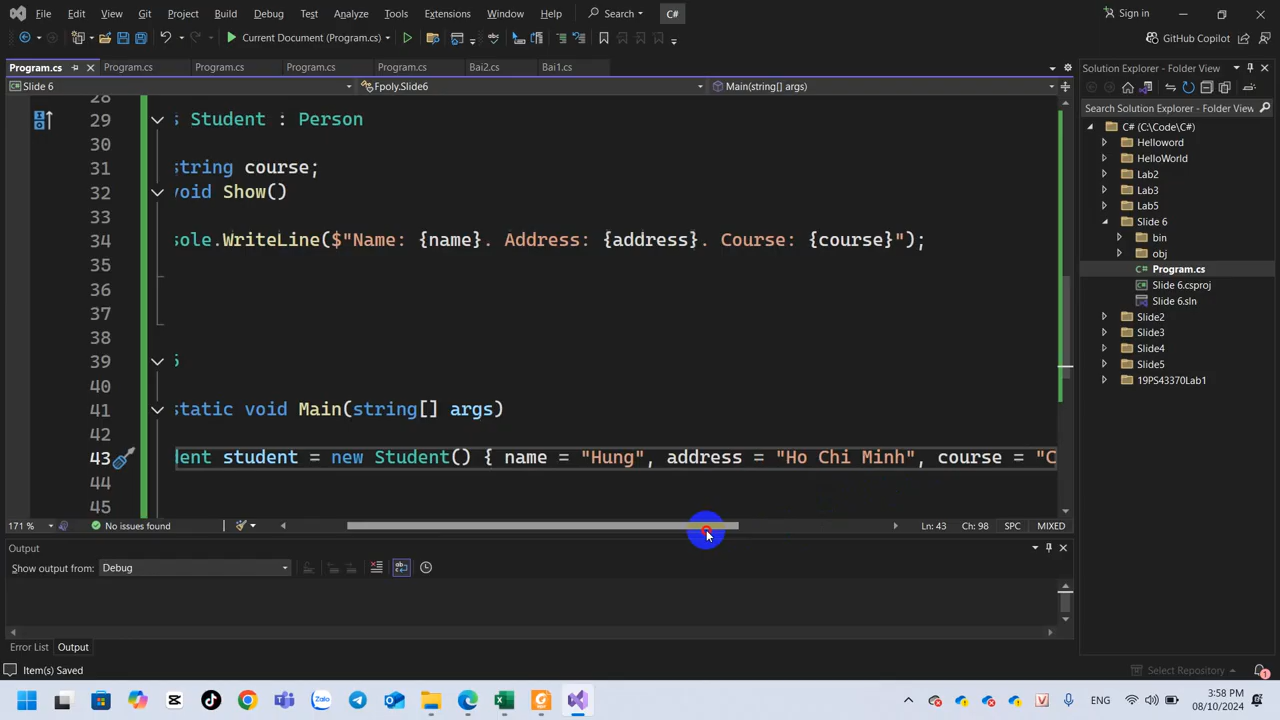 File Edit View Git Project Build Debug Test Analyze Tools Extensions Window Help Search C# Sign in
Current Document (Program.cs) GitHub Copilot
Program.cs Program.cs Program.cs Program.cs Program.cs Bai2.cs Bai1.cs
Slide 6 Fpoly.Slide6 Main(string[] args)
28
29 s Student : Person
30
31 string course;
32 void Show()
33
34 sole.WriteLine($"Name: {name}. Address: {address}. Course: {course}");
35
36
37
38
39 6
40
41 static void Main(string[] args)
42
43 dent student = new Student() { name = "Hung", address = "Ho Chi Minh", course = "C
44
45
171 % No issues found Ln: 43 Ch: 98 SPC MIXED
Output
Show output from: Debug
Error List Output
Item(s) Saved
Solution Explorer - Folder View
Search Solution Explorer - Folder View
C# (C:\Code\C#)
Helloword
HelloWorld
Lab2
Lab3
Lab5
Slide 6
bin
obj
C# Program.cs
Slide 6.csproj
Slide 6.sln
Slide2
Slide3
Slide4
Slide5
19PS43370Lab1
Select Repository
1
Zalo
ENG
3:58 PM
08/10/2024